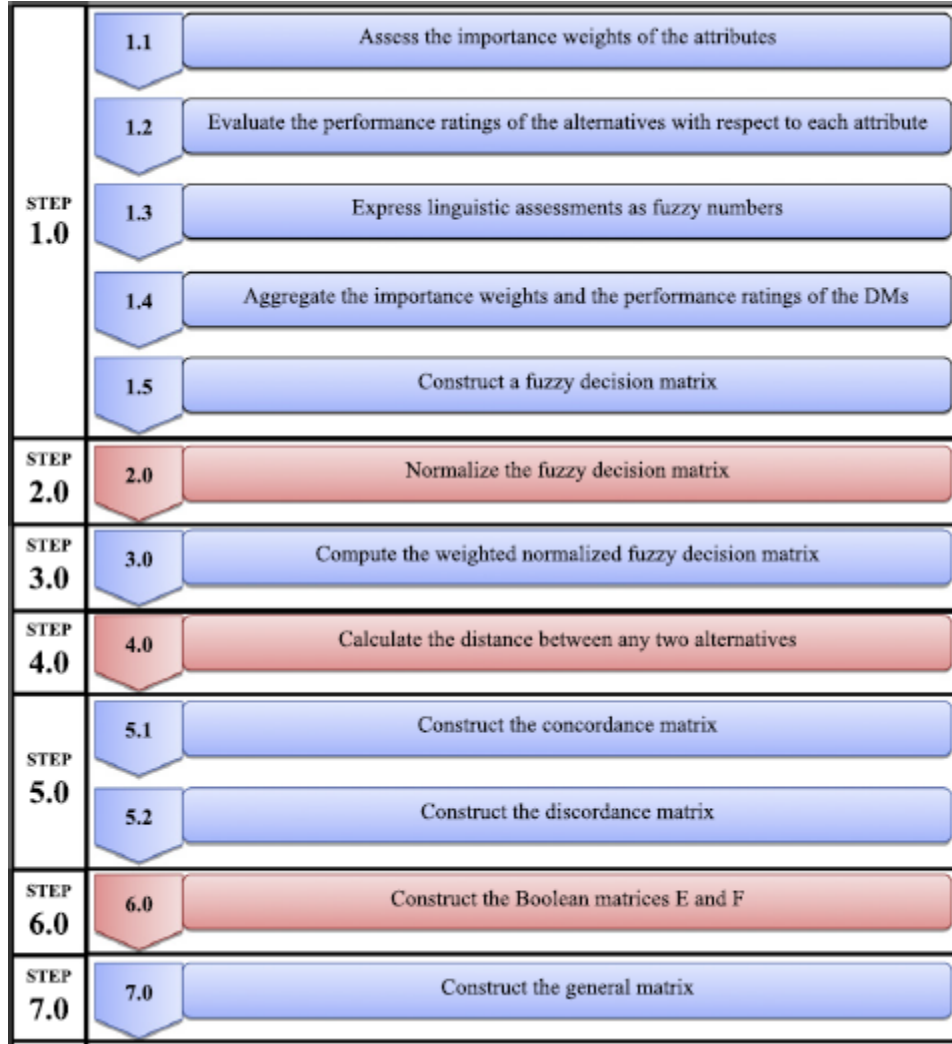 STEP
1.0
1.1
Assess the importance weights of the attributes
1.2
Evaluate the performance ratings of the alternatives with respect to each attribute
1.3
Express linguistic assessments as fuzzy numbers
1.4
Aggregate the importance weights and the performance ratings of the DMs
1.5
Construct a fuzzy decision matrix
STEP
2.0
2.0
Normalize the fuzzy decision matrix
STEP
3.0
3.0
Compute the weighted normalized fuzzy decision matrix
STEP
4.0
4.0
Calculate the distance between any two alternatives
STEP
5.0
5.1
Construct the concordance matrix
5.2
Construct the discordance matrix
STEP
6.0
6.0
Construct the Boolean matrices E and F
STEP
7.0
7.0
Construct the general matrix